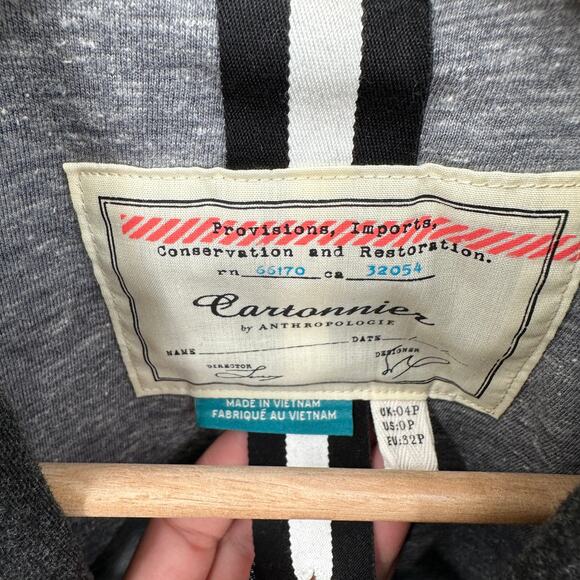 Provisions, Imports,
Conservation and Restoration.
rn 66170 ca 32054
Cartonnier
by ANTHROPOLOGIE
NAME DATE
DIRECTOR DESIGNER
MADE IN VIETNAM
FABRIQUÉ AU VIETNAM
UK:04P
US:0P
EU:32P